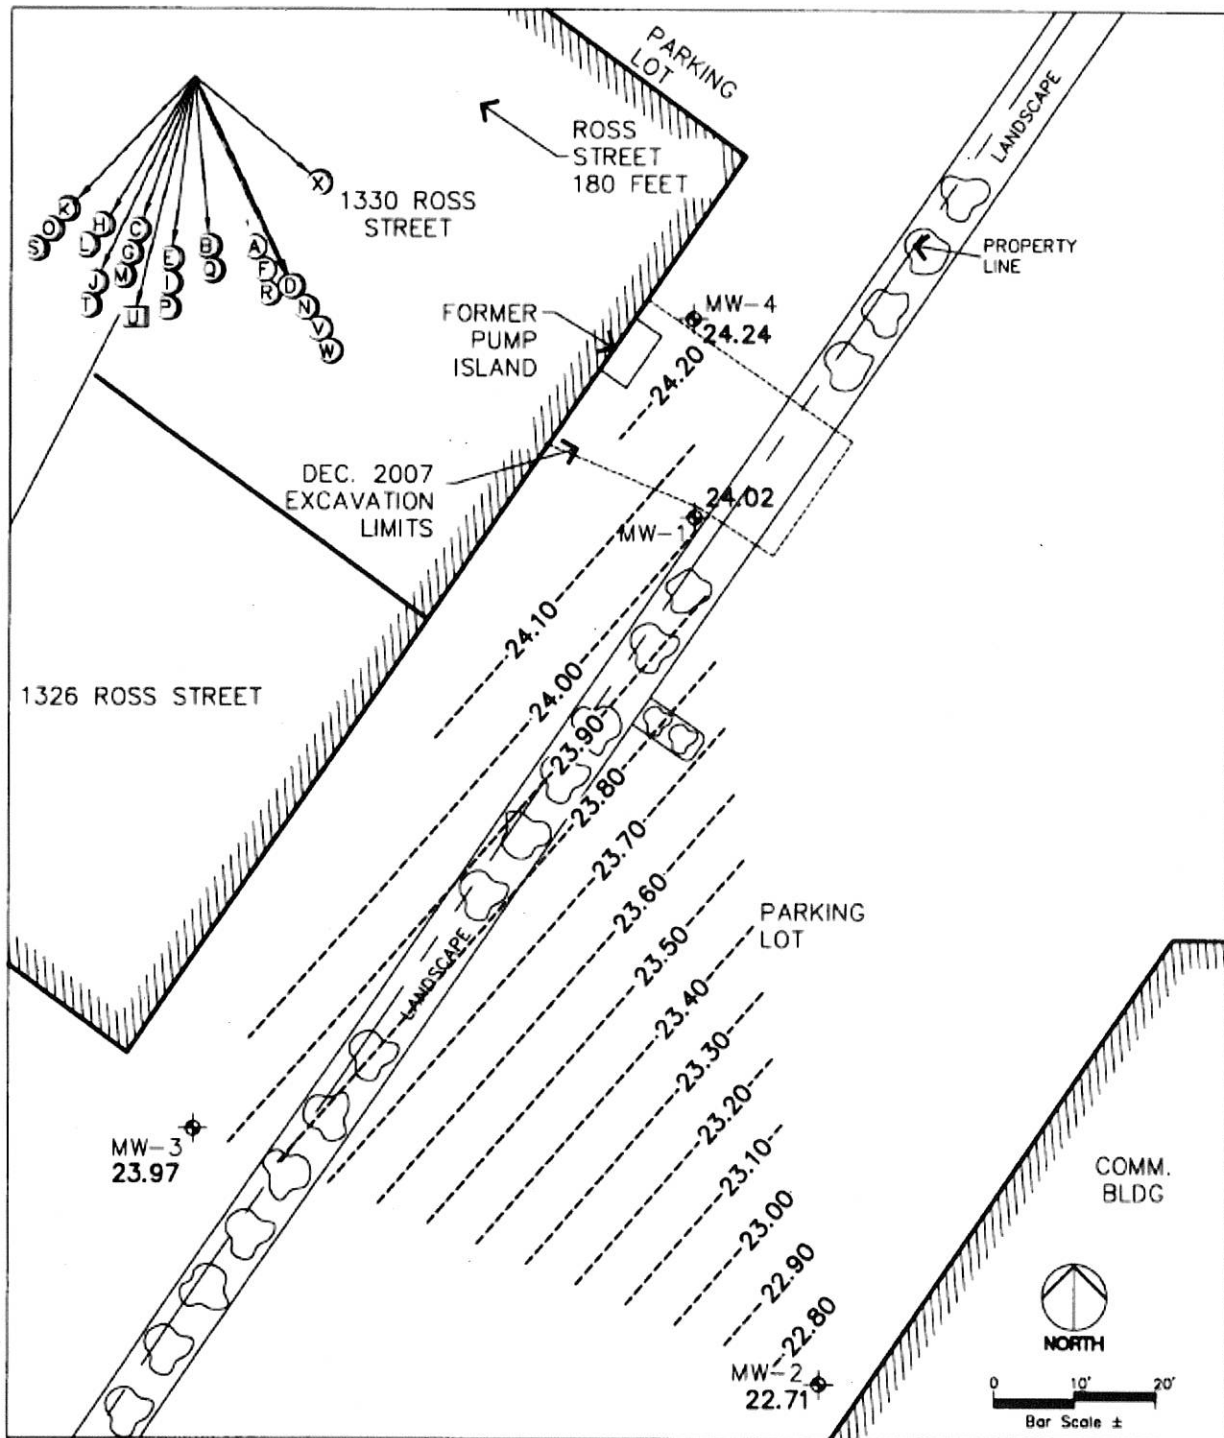 PARKING
LOT
LANDSCAPE
ROSS
STREET
180 FEET
X
1330 ROSS
STREET
K
O
S
H
L
C
G
M
J
T
U
E
I
P
B
Q
A
F
R
D
N
V
W
PROPERTY
LINE
MW-4
24.24
FORMER
PUMP
ISLAND
24.20
DEC. 2007
EXCAVATION
LIMITS
24.02
MW-1
24.10
24.00
1326 ROSS STREET
23.90
23.80
23.70
23.60
23.50
23.40
23.30
23.20
23.10
23.00
22.90
22.80
PARKING
LOT
LANDSCAPE
MW-3
23.97
COMM.
BLDG
NORTH
MW-2
22.71
0 10' 20'
Bar Scale ±